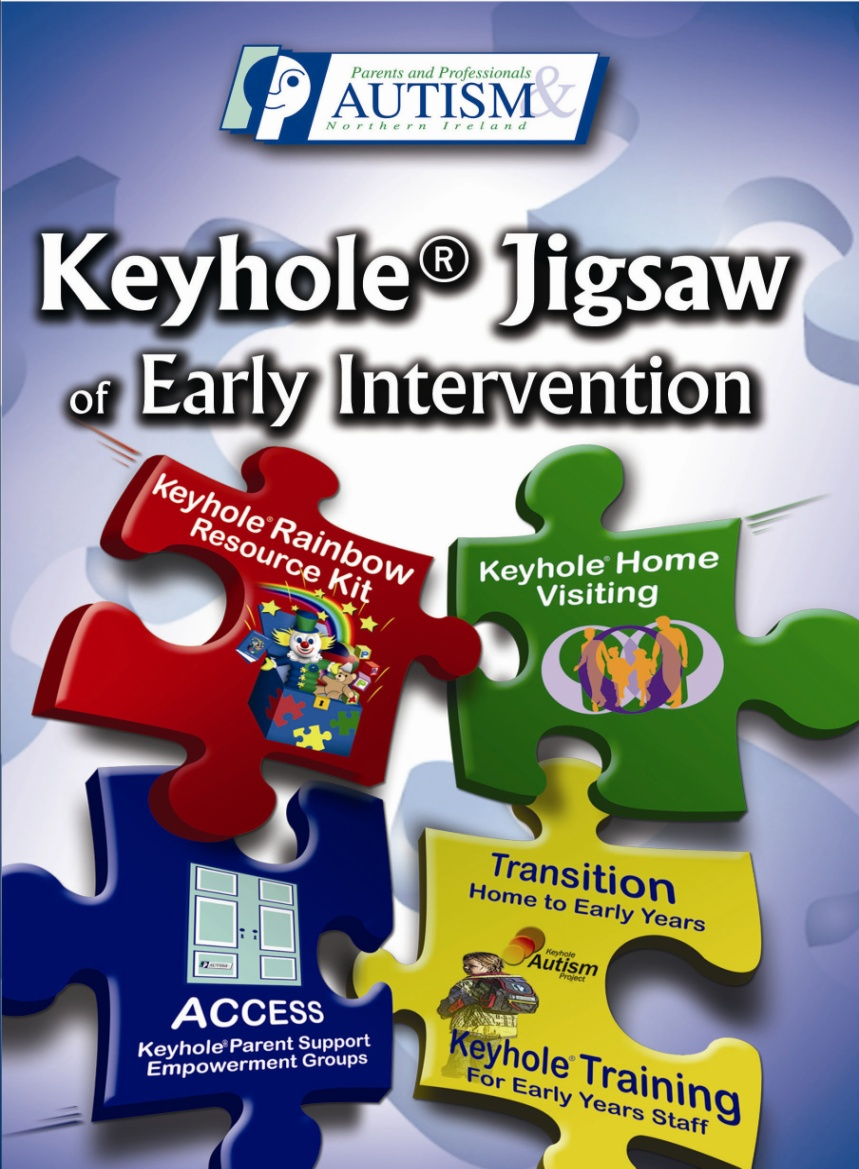 Parents and Professionals
& AUTISM
Northern Ireland
Keyhole® Jigsaw
of Early Intervention
Keyhole® Rainbow
Resource Kit
Keyhole® Home
Visiting
ACCESS
Keyhole® Parent Support
Empowerment Groups
Transition
Home to Early Years
Keyhole
Autism
Project
Keyhole® Training
For Early Years Staff